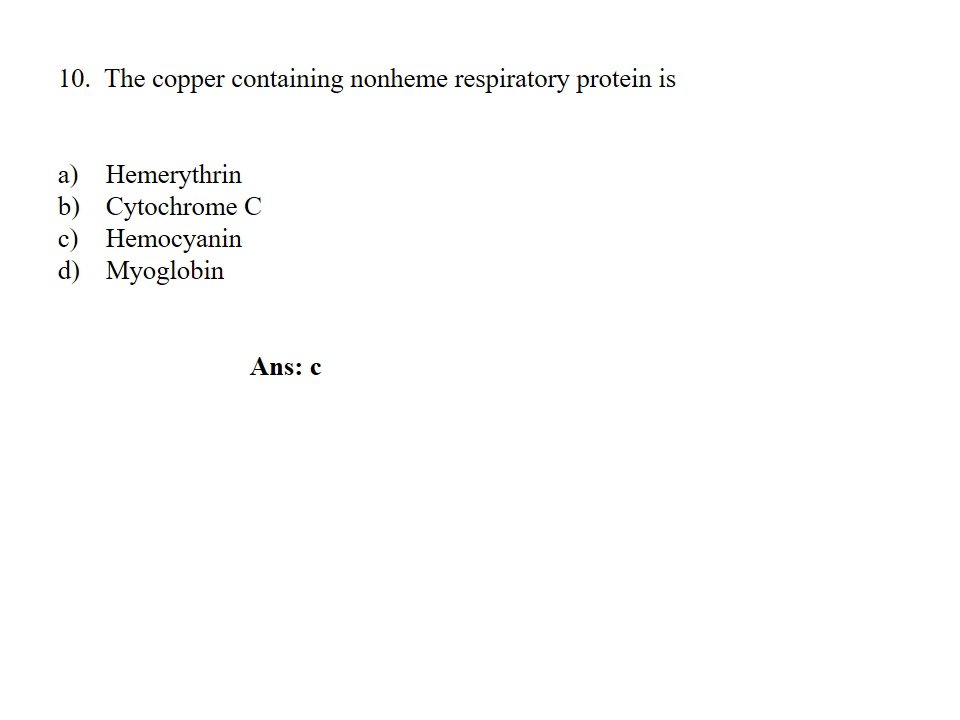 10. The copper containing nonheme respiratory protein is
a) Hemerythrin
b) Cytochrome C
c) Hemocyanin
d) Myoglobin
Ans: c